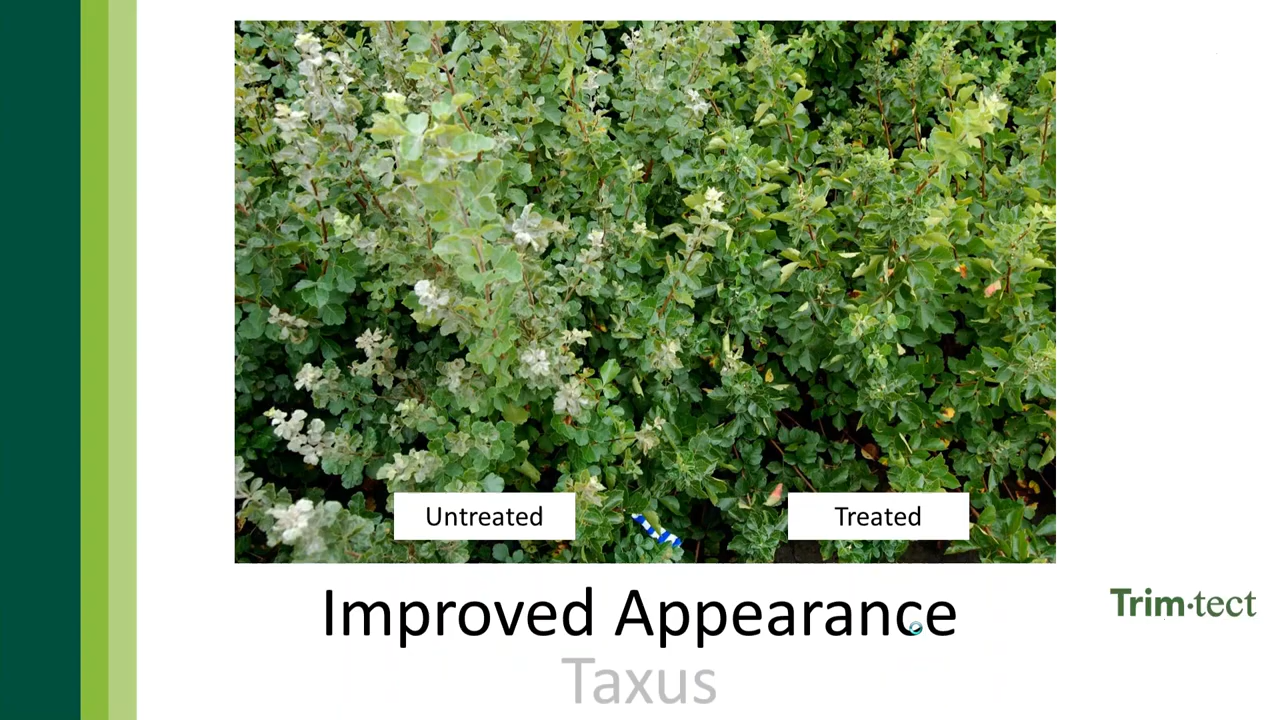 Untreated
Treated
Improved Appearance
Trim·tect
Taxus